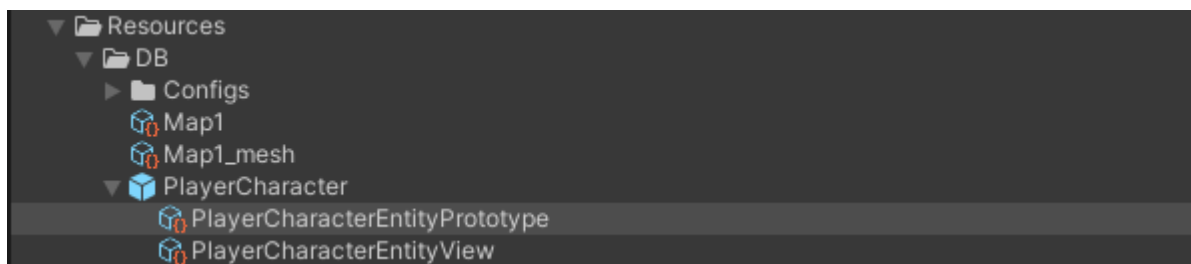 Resources
DB
Configs
Map1
Map1_mesh
PlayerCharacter
PlayerCharacterEntityPrototype
PlayerCharacterEntityView